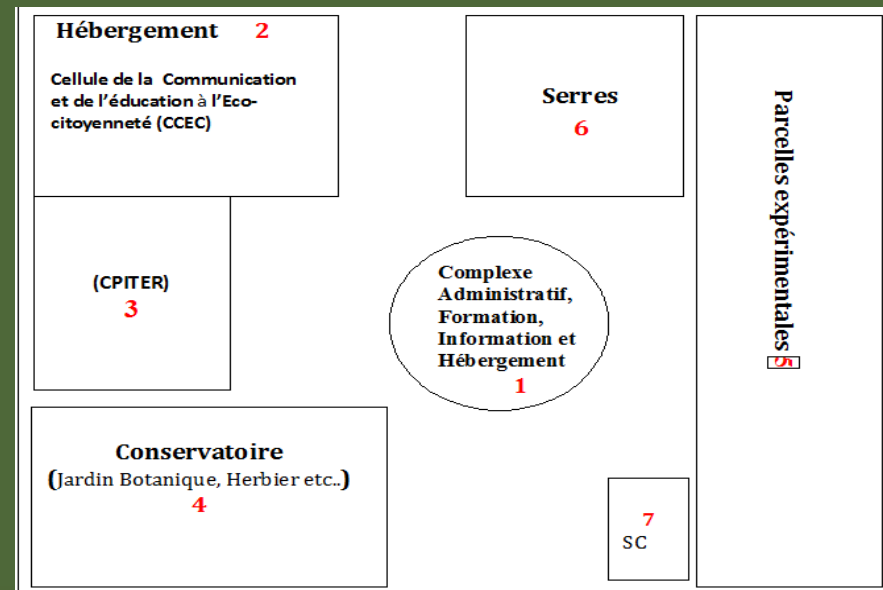 Hébergement 2
Cellule de la Communication
et de l'éducation à l'Eco-
citoyenneté (CCEC)
Serres
6
Parcelles expérimentales 5
(CPITER)
3
Complexe
Administratif,
Formation,
Information et
Hébergement
1
Conservatoire
(Jardin Botanique, Herbier etc..)
4
7
SC